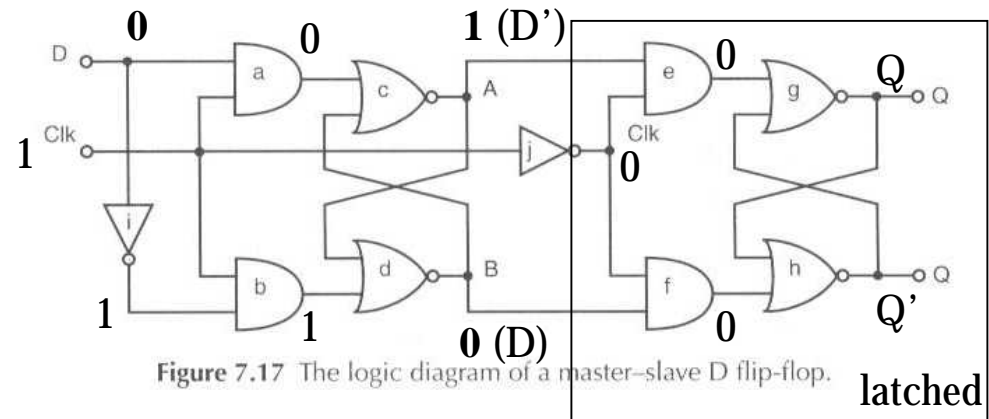 0 0 1 (D’) 0 Q
D a c A e g Q
Clk Clk
1 j 0
i
b d B f h Q
1 1 0 (D) 0 Q’
Figure 7.17 The logic diagram of a master–slave D flip-flop.
latched